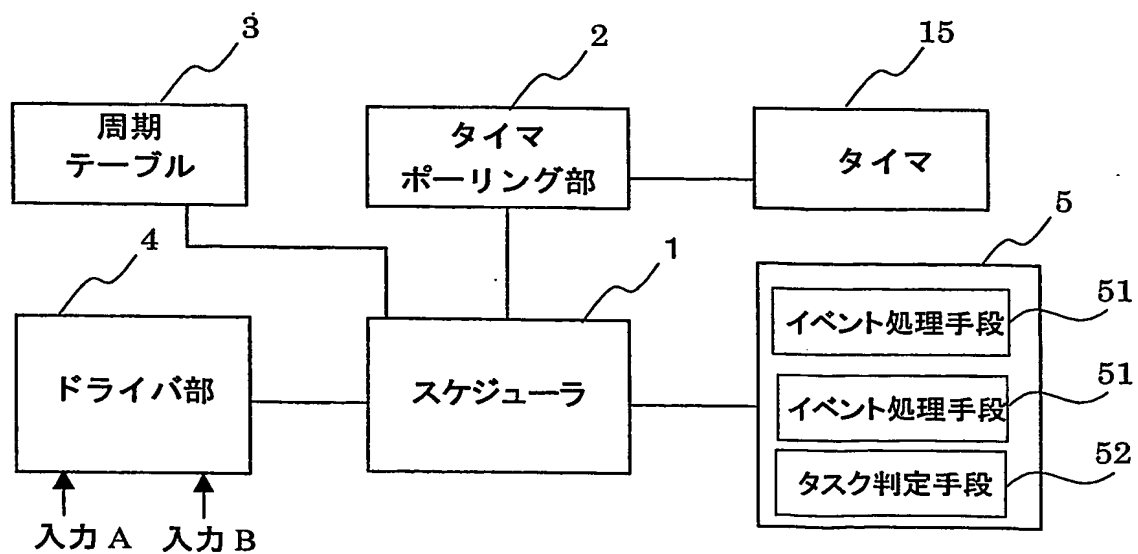 3
2
15
周期
テーブル
タイマ
ポーリング部
タイマ
4
1
5
ドライバ部
スケジューラ
イベント処理手段
51
イベント処理手段
51
タスク判定手段
52
入力 A
入力 B